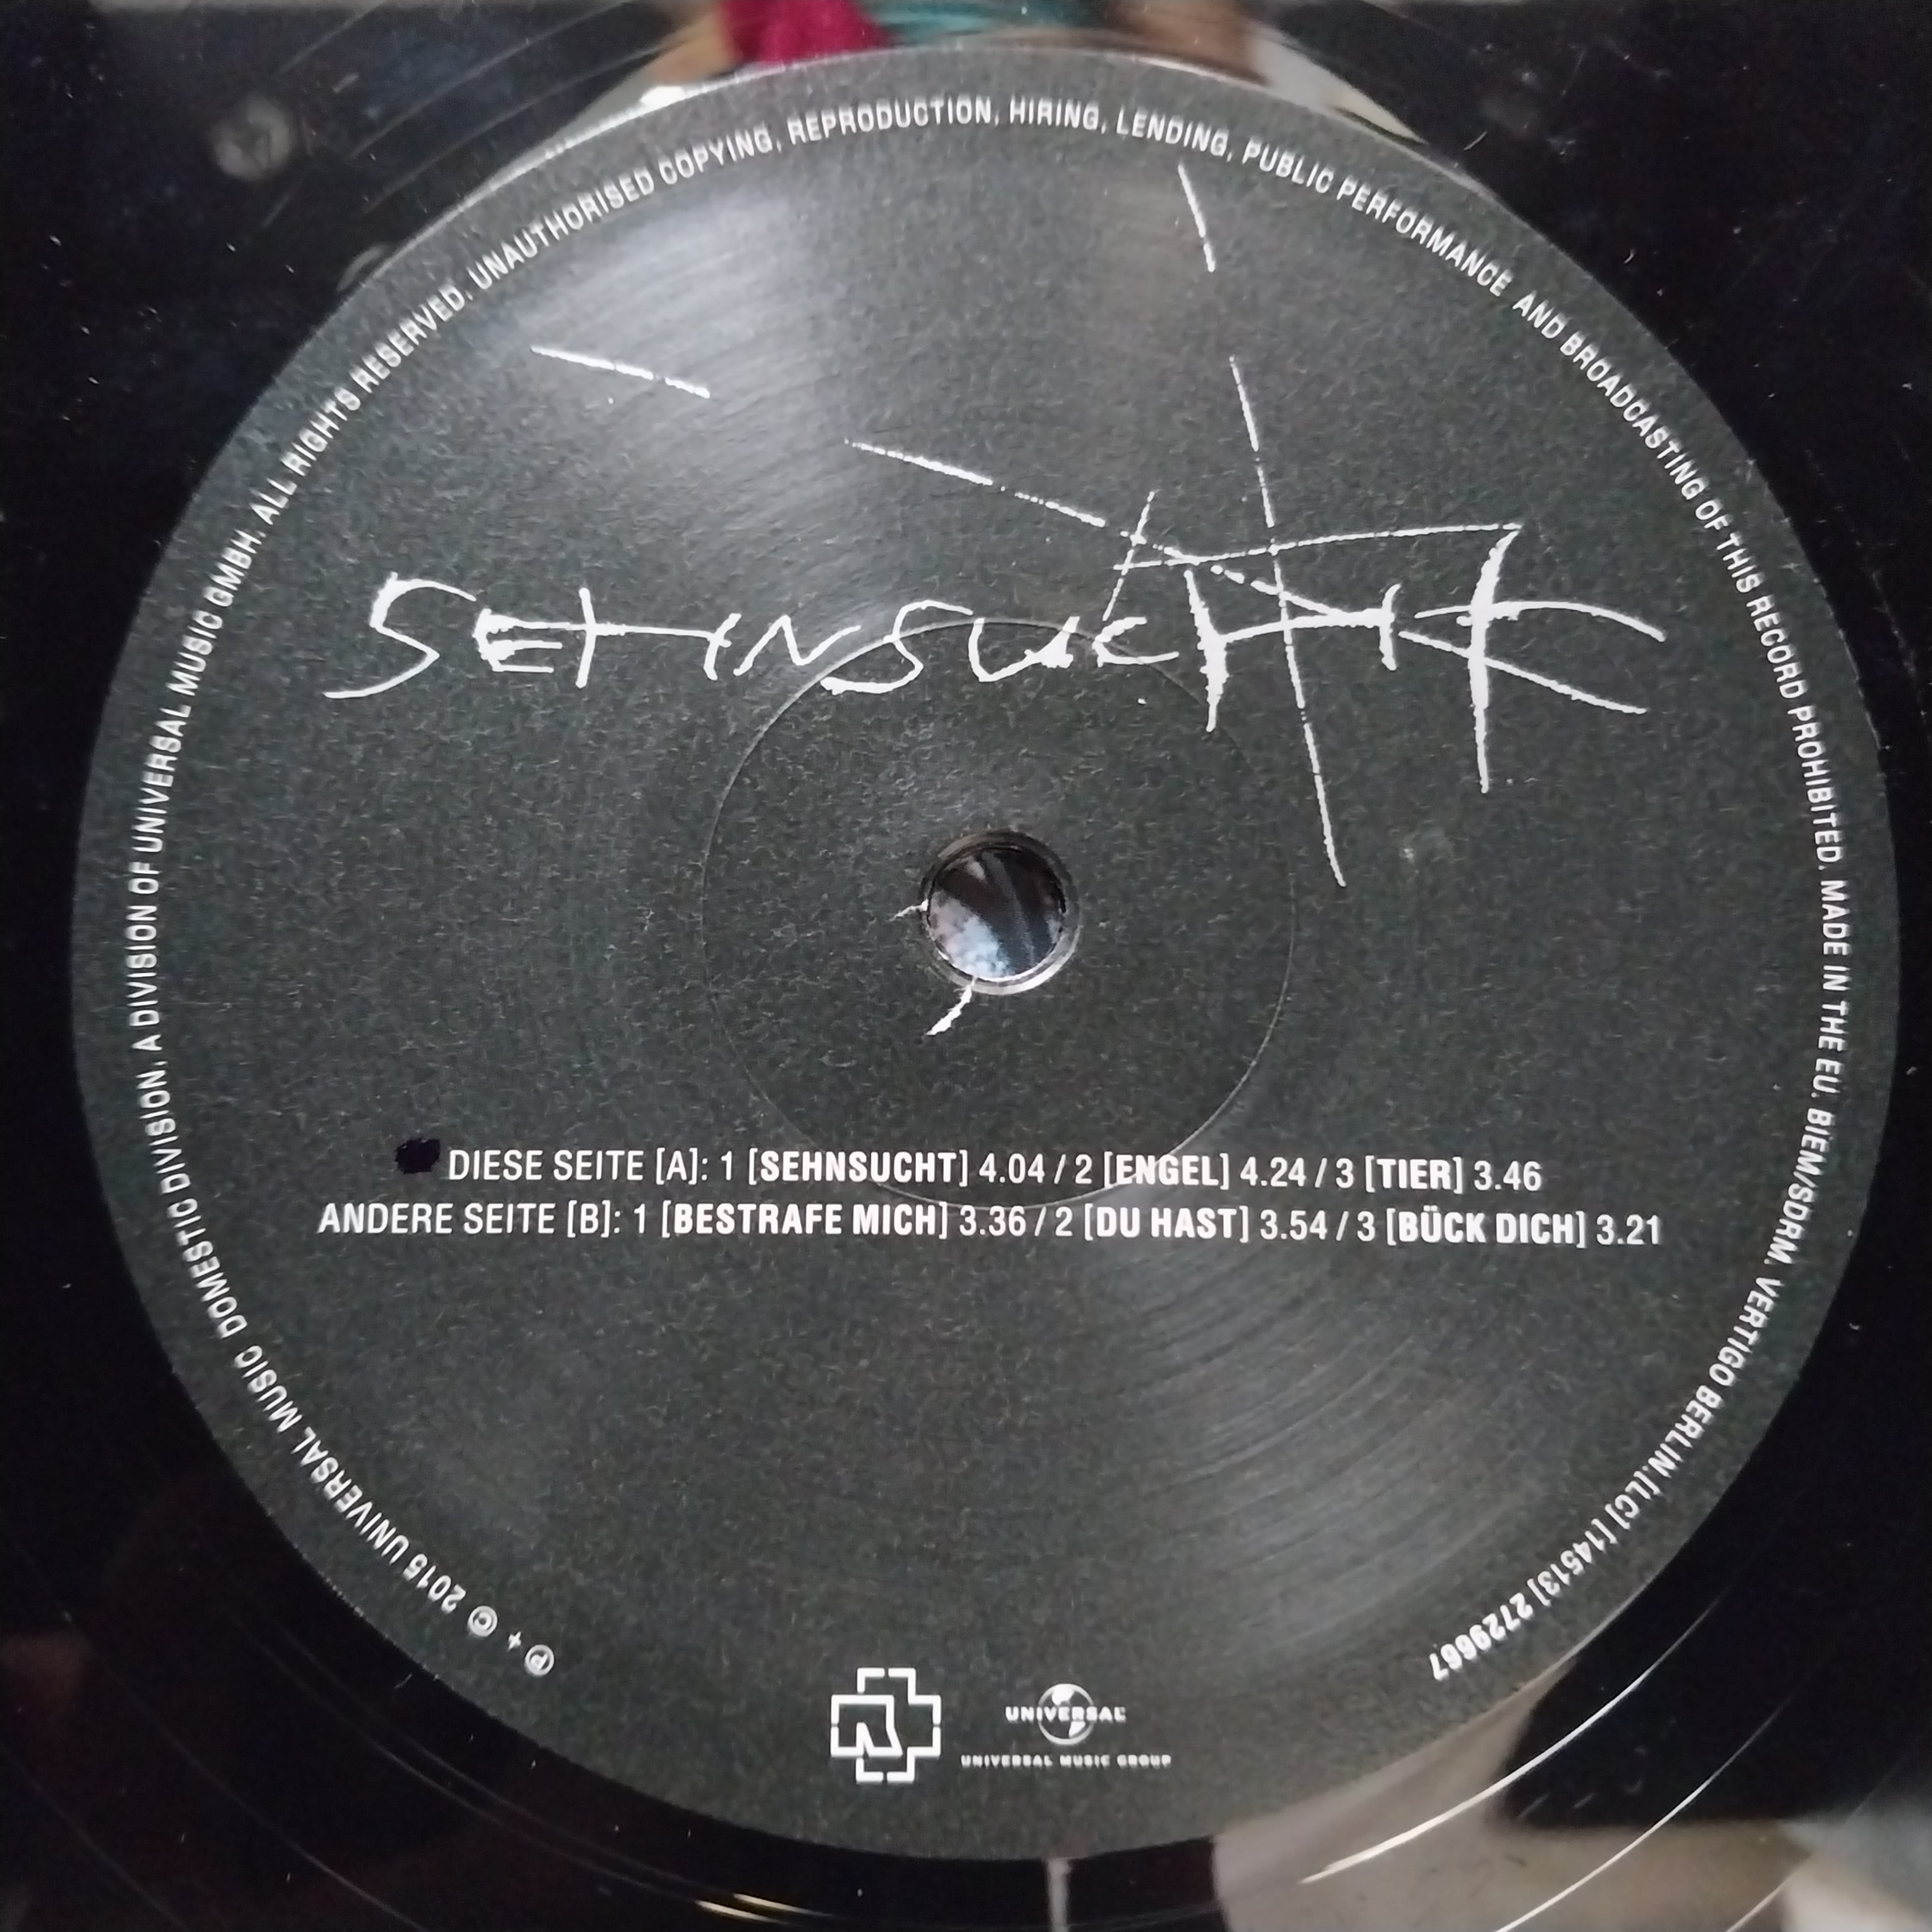 SEHNSUCHT
DIESE SEITE [A]: 1 [SEHNSUCHT] 4.04 / 2 [ENGEL] 4.24 / 3 [TIER] 3.46
ANDERE SEITE [B]: 1 [BESTRAFE MICH] 3.36 / 2 [DU HAST] 3.54 / 3 [BÜCK DICH] 3.21
℗ + © 2015 UNIVERSAL MUSIC DOMESTIC DIVISION, A DIVISION OF UNIVERSAL MUSIC GMBH. ALL RIGHTS RESERVED. UNAUTHORISED COPYING, REPRODUCTION, HIRING, LENDING, PUBLIC PERFORMANCE AND BROADCASTING OF THIS RECORD PROHIBITED. MADE IN THE EU. BIEM/SDRM. VERTIGO BERLIN.[LC] [14513] 2729667
UNIVERSAL
UNIVERSAL MUSIC GROUP